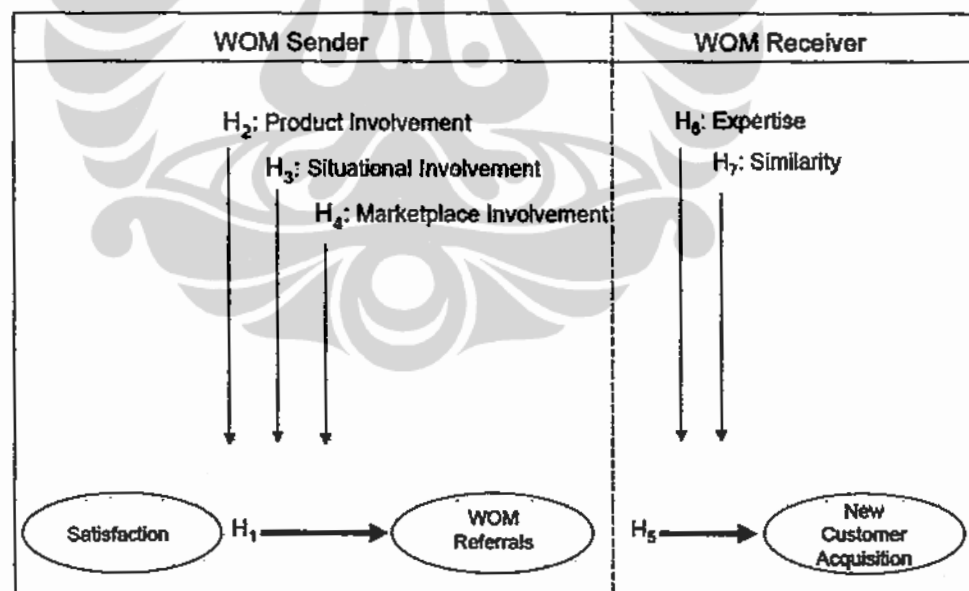 WOM Sender
WOM Receiver
H2: Product Involvement
H3: Situational Involvement
H4: Marketplace Involvement
H6: Expertise
H7: Similarity
Satisfaction
H1
WOM
Referrals
H5
New
Customer
Acquisition